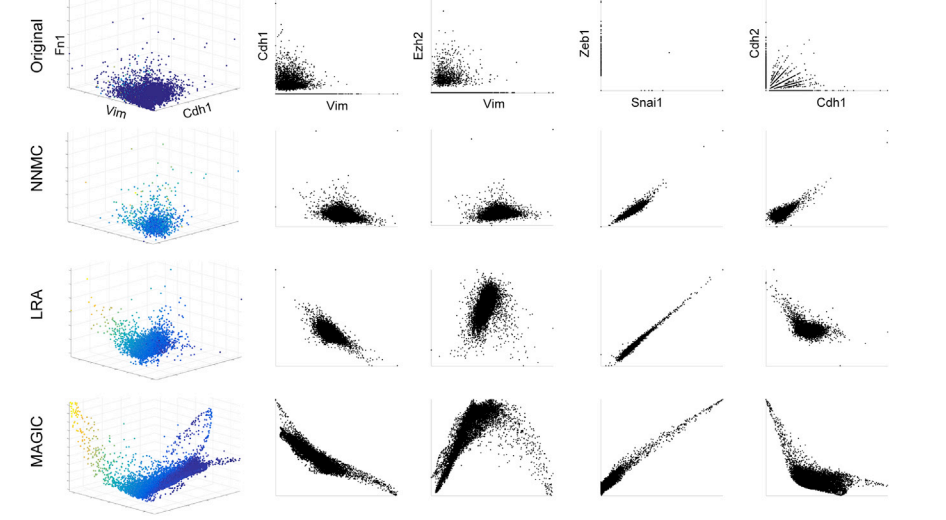 Original
Fn1
Vim
Cdh1
Cdh1
Vim
Ezh2
Vim
Zeb1
Snai1
Cdh2
Cdh1
NNMC
LRA
MAGIC